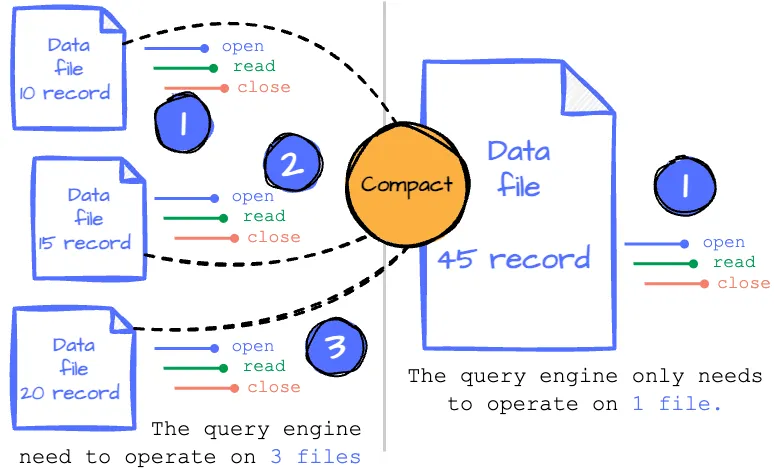 Data
file
10 record
open
read
close
1
2
Data
file
15 record
open
read
close
Data
file
20 record
open
read
close
3
The query engine
need to operate on 3 files
Compact
Data
file
45 record
1
open
read
close
The query engine only needs
to operate on 1 file.